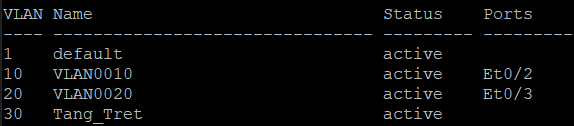 VLAN Name                             Status    Ports
---- -------------------------------- --------- ---------
1    default                          active
10   VLAN0010                         active    Et0/2
20   VLAN0020                         active    Et0/3
30   Tang_Tret                        active